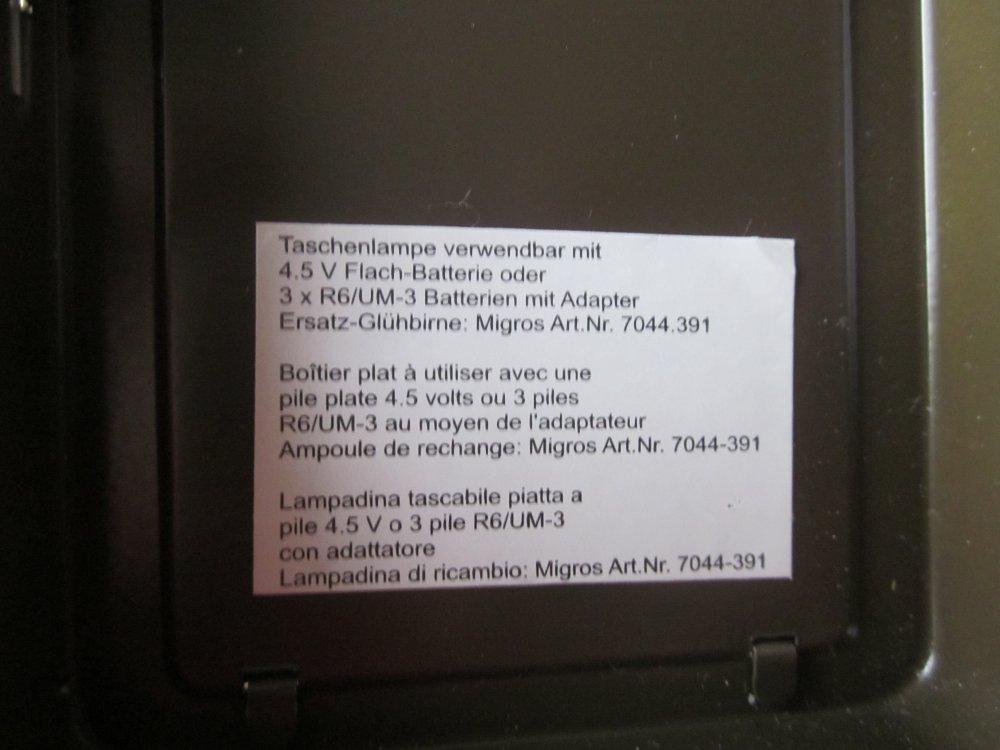 Taschenlampe verwendbar mit
4.5 V Flach-Batterie oder
3 x R6/UM-3 Batterien mit Adapter
Ersatz-Glühbirne: Migros Art.Nr. 7044.391
Boîtier plat à utiliser avec une
pile plate 4.5 volts ou 3 piles
R6/UM-3 au moyen de l'adaptateur
Ampoule de rechange: Migros Art.Nr. 7044-391
Lampadina tascabile piatta a
pile 4.5 V o 3 pile R6/UM-3
con adattatore
Lampadina di ricambio: Migros Art.Nr. 7044-391